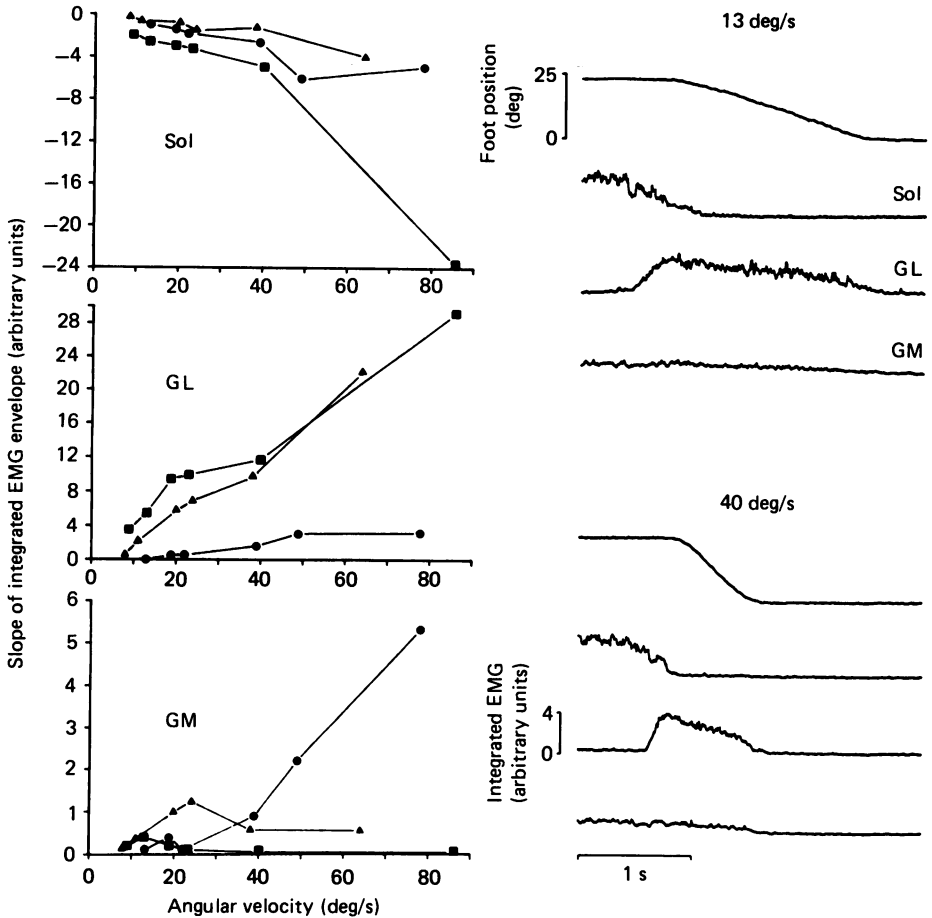 Slope of integrated EMG envelope (arbitrary units)
0
−4
−8
−12
−16
−20
−24
Sol
0 20 40 60 80
28
24
20
16
12
8
4
0
GL
0 20 40 60 80
6
5
4
3
2
1
0
GM
0 20 40 60 80
Angular velocity (deg/s)
13 deg/s
Foot position
(deg)
25
0
Sol
GL
GM
40 deg/s
Integrated EMG
(arbitrary units)
4
0
1 s